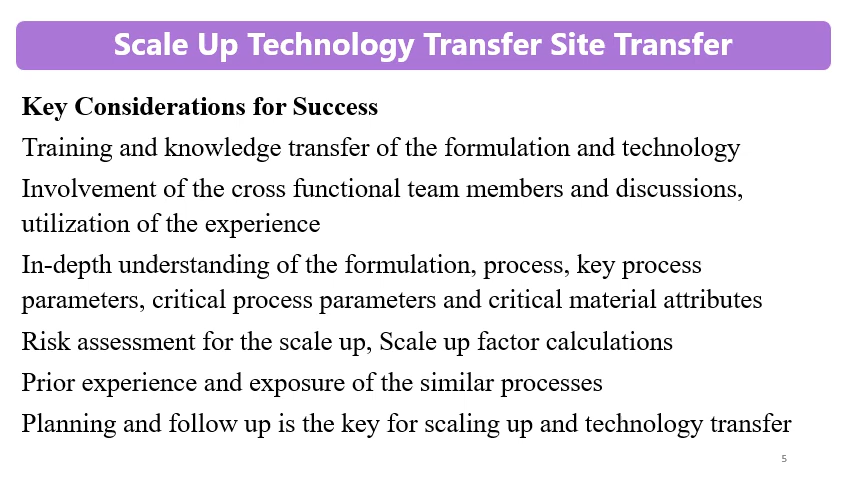 Scale Up Technology Transfer Site Transfer
Key Considerations for Success
Training and knowledge transfer of the formulation and technology
Involvement of the cross functional team members and discussions,
utilization of the experience
In-depth understanding of the formulation, process, key process
parameters, critical process parameters and critical material attributes
Risk assessment for the scale up, Scale up factor calculations
Prior experience and exposure of the similar processes
Planning and follow up is the key for scaling up and technology transfer
5